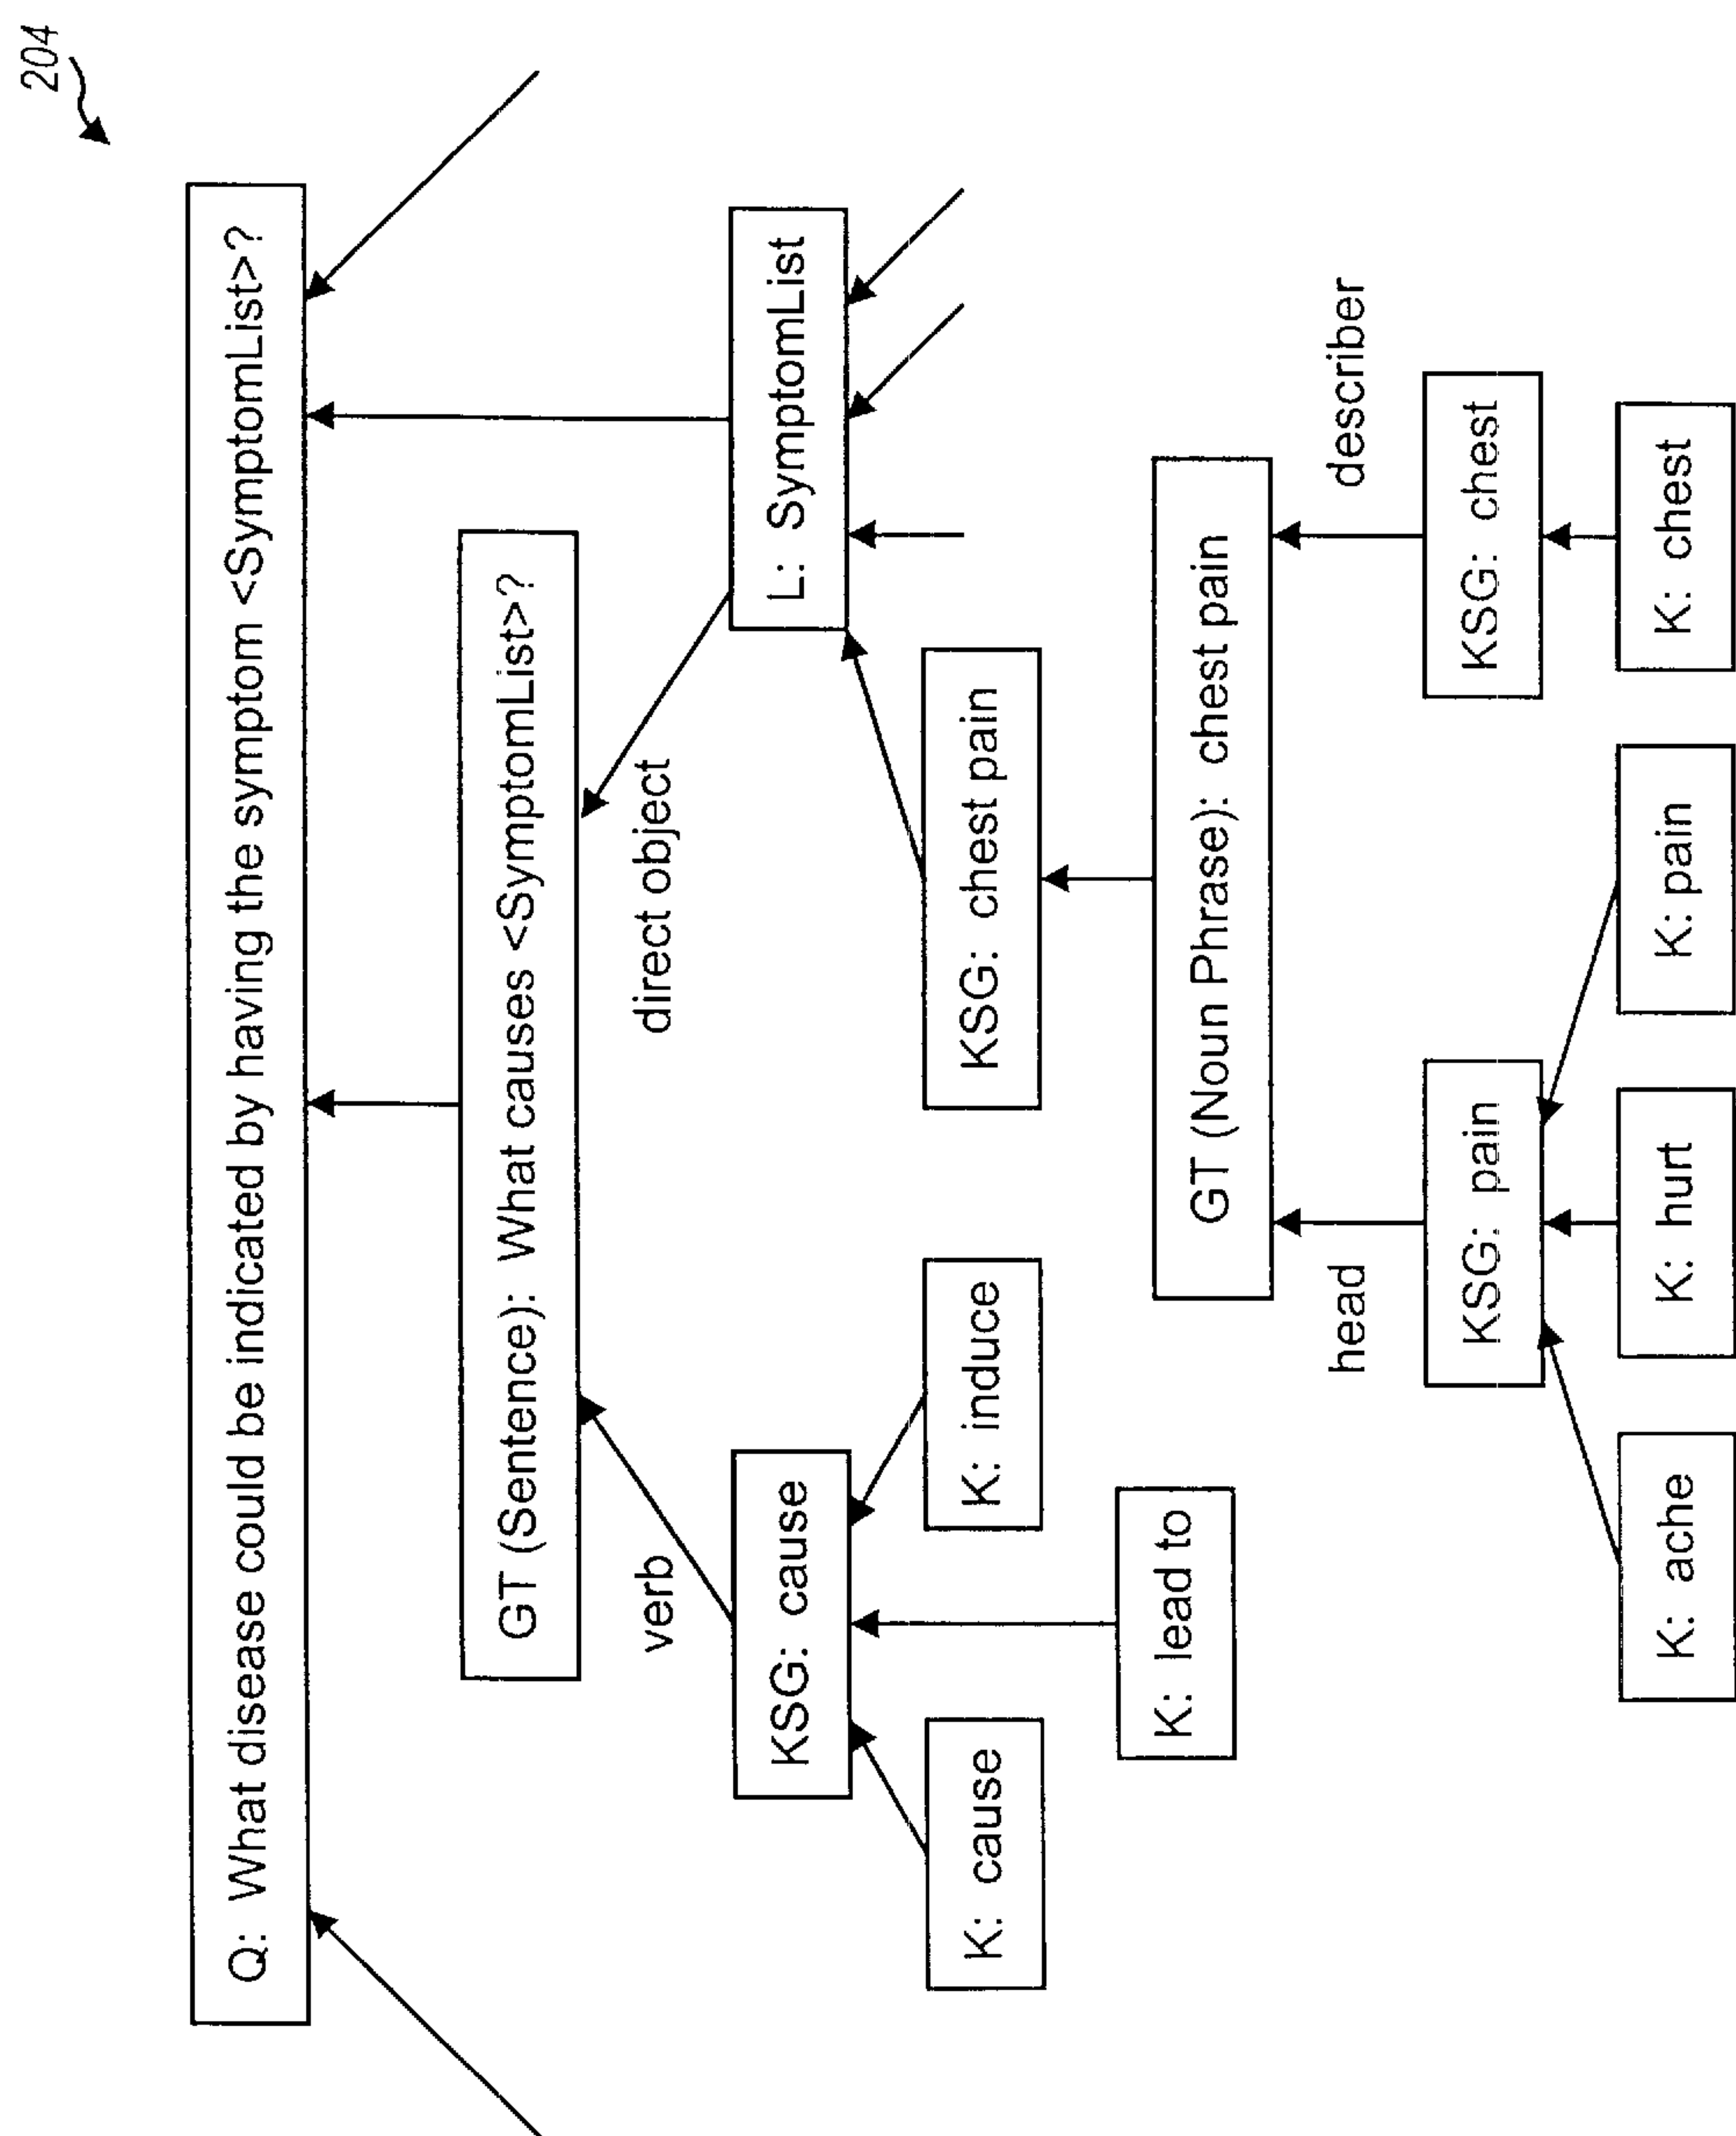 204
Q: What disease could be indicated by having the symptom <SymptomList>?
GT (Sentence): What causes <SymptomList>?
verb
direct object
KSG: cause
L: SymptomList
K: cause
K: induce
KSG: chest pain
K: lead to
GT (Noun Phrase): chest pain
head
describer
KSG: pain
KSG: chest
K: ache
K: hurt
K: pain
K: chest